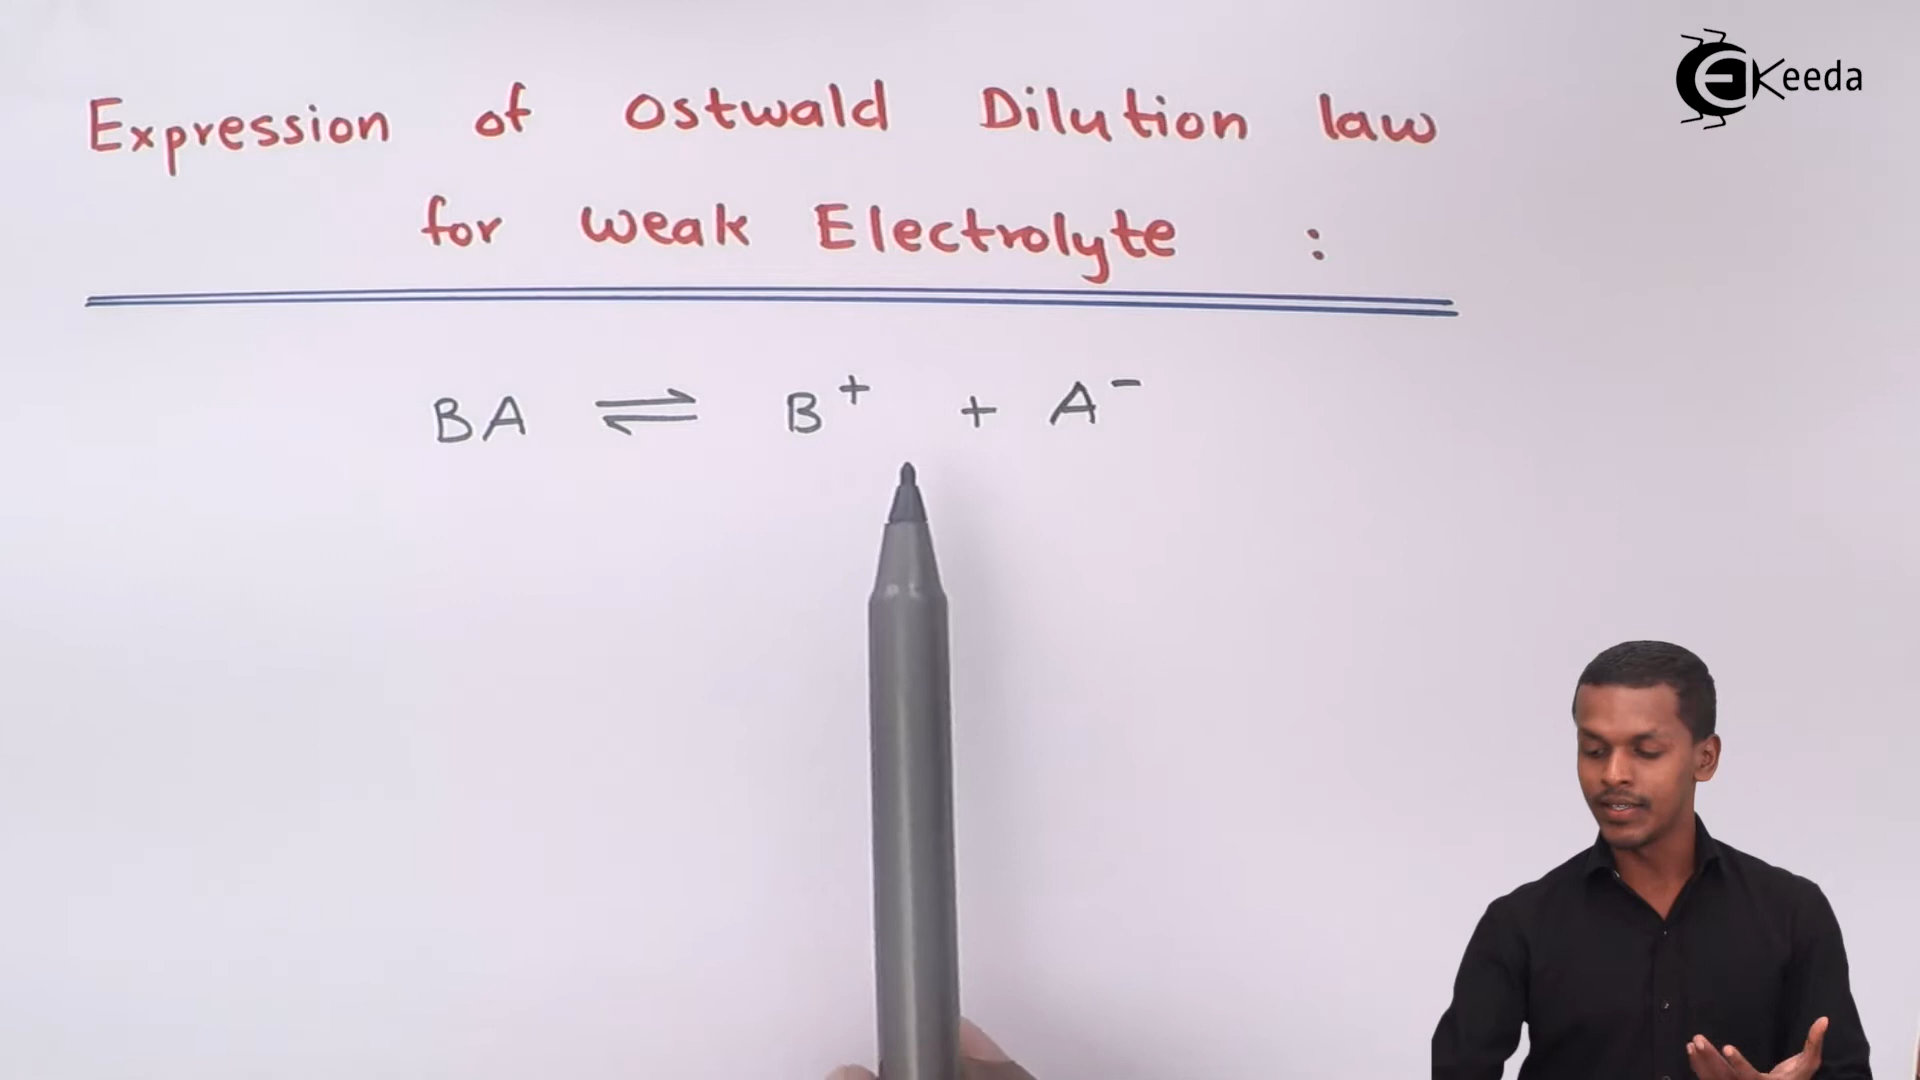 Expression of Ostwald Dilution law
for weak Electrolyte :
BA ⇌ B⁺ + A⁻
EKeeda